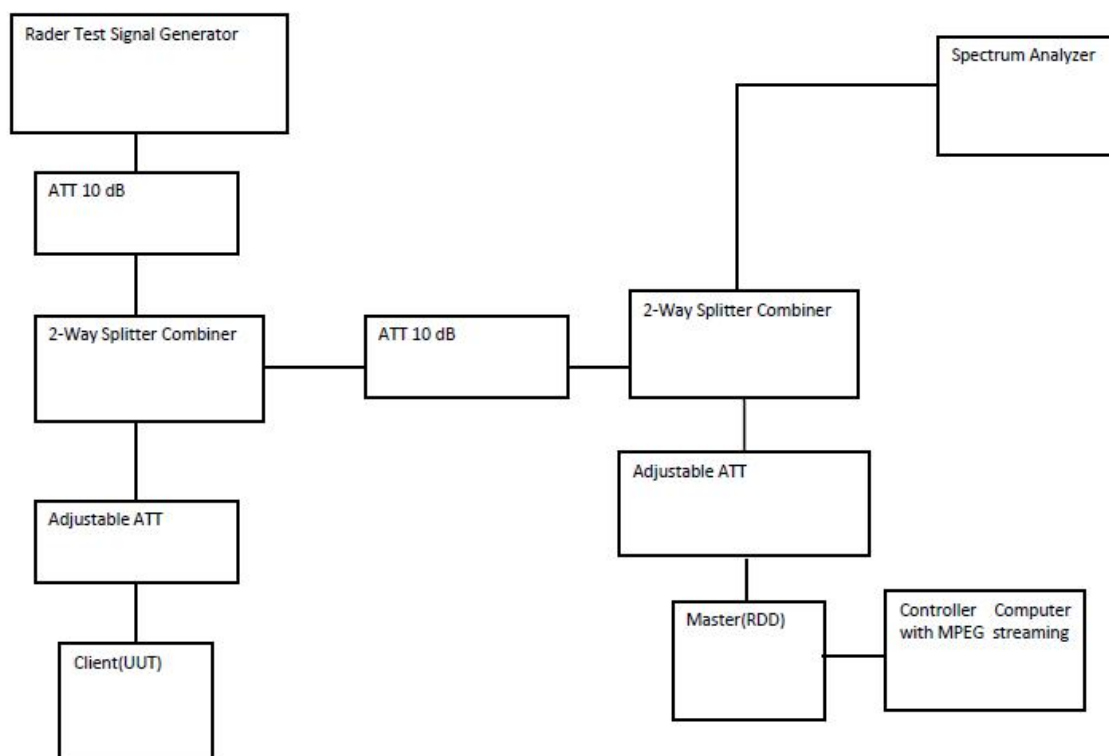 Rader Test Signal Generator
Spectrum Analyzer
ATT 10 dB
2-Way Splitter Combiner
ATT 10 dB
2-Way Splitter Combiner
Adjustable ATT
Adjustable ATT
Master(RDD)
Controller Computer
with MPEG streaming
Client(UUT)